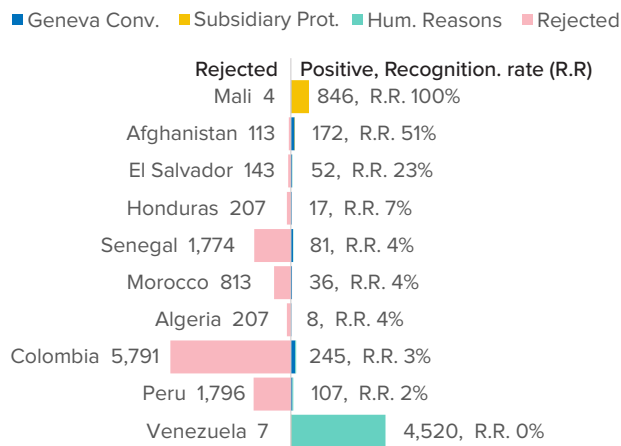 Geneva Conv. Subsidiary Prot. Hum. Reasons Rejected
Rejected Positive, Recognition. rate (R.R)
Mali 4 846, R.R. 100%
Afghanistan 113 172, R.R. 51%
El Salvador 143 52, R.R. 23%
Honduras 207 17, R.R. 7%
Senegal 1,774 81, R.R. 4%
Morocco 813 36, R.R. 4%
Algeria 207 8, R.R. 4%
Colombia 5,791 245, R.R. 3%
Peru 1,796 107, R.R. 2%
Venezuela 7 4,520, R.R. 0%